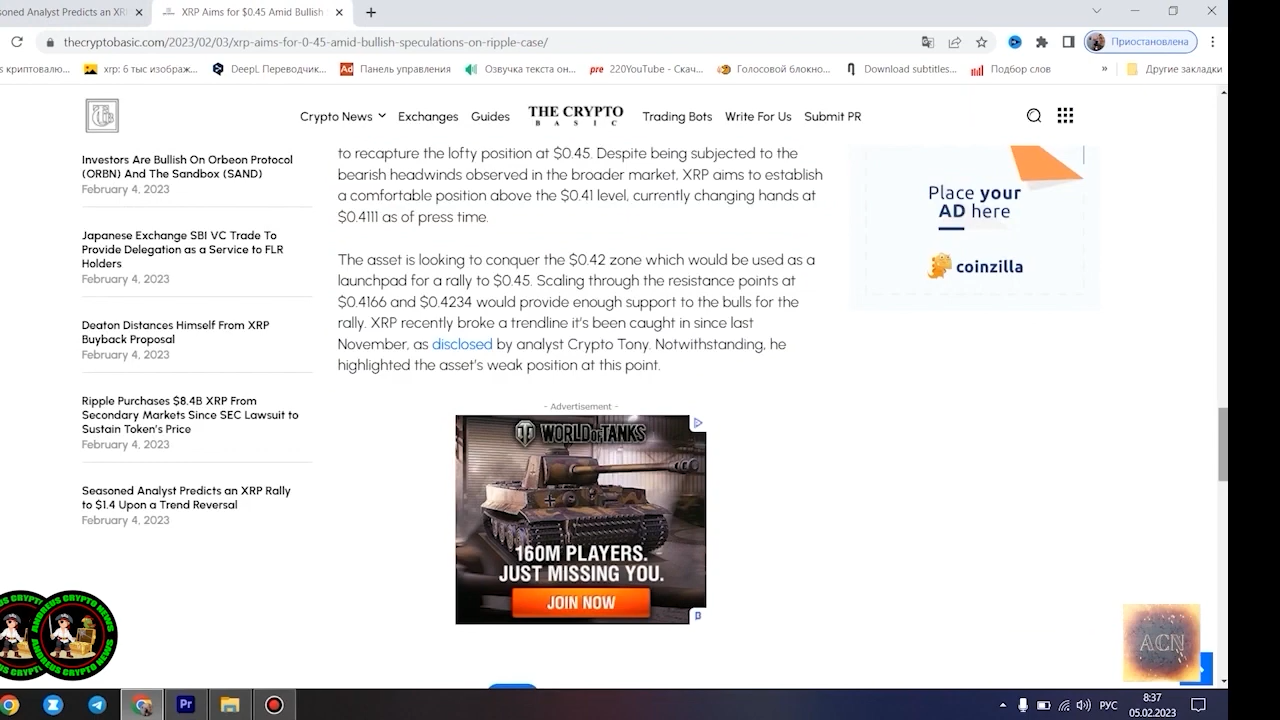 soned Analyst Predicts an XRI
XRP Aims for $0.45 Amid Bullish
thecryptobasic.com/2023/02/03/xrp-aims-for-0-45-amid-bullish-speculations-on-ripple-case/
Приостановлена
s криптовалю...
xrp: 6 тыс изображ...
DeepL Переводчик...
Ad
Панель управления
Озвучка текста он...
pre
220YouTube - Скач...
Голосовой блокно...
Download subtitles...
Подбор слов
»
Другие закладки
Crypto News
Exchanges
Guides
THE CRYPTO
BASIC
Trading Bots
Write For Us
Submit PR
Investors Are Bullish On Orbeon Protocol
(ORBN) And The Sandbox (SAND)
February 4, 2023
Japanese Exchange SBI VC Trade To
Provide Delegation as a Service to FLR
Holders
February 4, 2023
Deaton Distances Himself From XRP
Buyback Proposal
February 4, 2023
Ripple Purchases $8.4B XRP From
Secondary Markets Since SEC Lawsuit to
Sustain Token's Price
February 4, 2023
Seasoned Analyst Predicts an XRP Rally
to $1.4 Upon a Trend Reversal
February 4, 2023
to recapture the lofty position at $0.45. Despite being subjected to the
bearish headwinds observed in the broader market, XRP aims to establish
a comfortable position above the $0.41 level, currently changing hands at
$0.4111 as of press time.
The asset is looking to conquer the $0.42 zone which would be used as a
launchpad for a rally to $0.45. Scaling through the resistance points at
$0.4166 and $0.4234 would provide enough support to the bulls for the
rally. XRP recently broke a trendline it's been caught in since last
November, as disclosed by analyst Crypto Tony. Notwithstanding, he
highlighted the asset's weak position at this point.
- Advertisement -
WORLD OF TANKS
160M PLAYERS.
JUST MISSING YOU.
JOIN NOW
Place your
AD here
coinzilla
ANDREUS CRYPTO NEWS
ANDREUS CRYPTO NEWS
ACN
Pr
РУС
8:37
05.02.2023